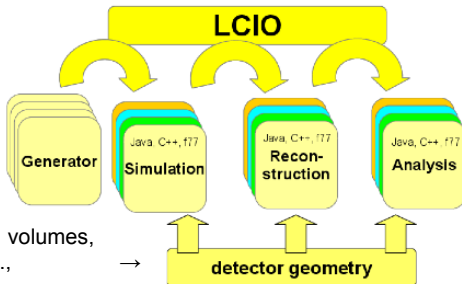 LCIO
Generator
Java, C++, f77
Simulation
Java, C++, f77
Recon-
struction
Java, C++, f77
Analysis
volumes,
.,
→
detector geometry